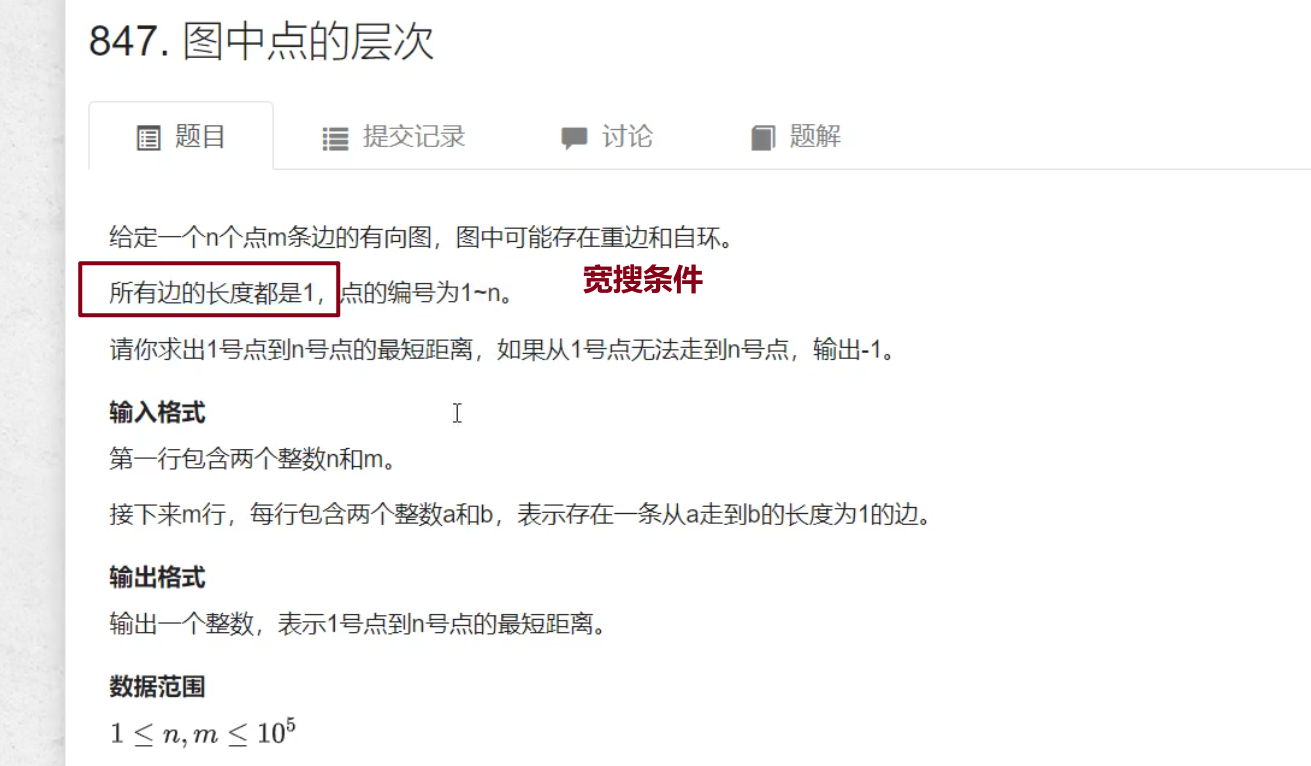 847. 图中点的层次
题目 提交记录 讨论 题解
给定一个n个点m条边的有向图，图中可能存在重边和自环。
所有边的长度都是1，点的编号为1~n。
宽搜条件
请你求出1号点到n号点的最短距离，如果从1号点无法走到n号点，输出-1。
输入格式
第一行包含两个整数n和m。
接下来m行，每行包含两个整数a和b，表示存在一条从a走到b的长度为1的边。
输出格式
输出一个整数，表示1号点到n号点的最短距离。
数据范围
1 ≤ n, m ≤ 10⁵